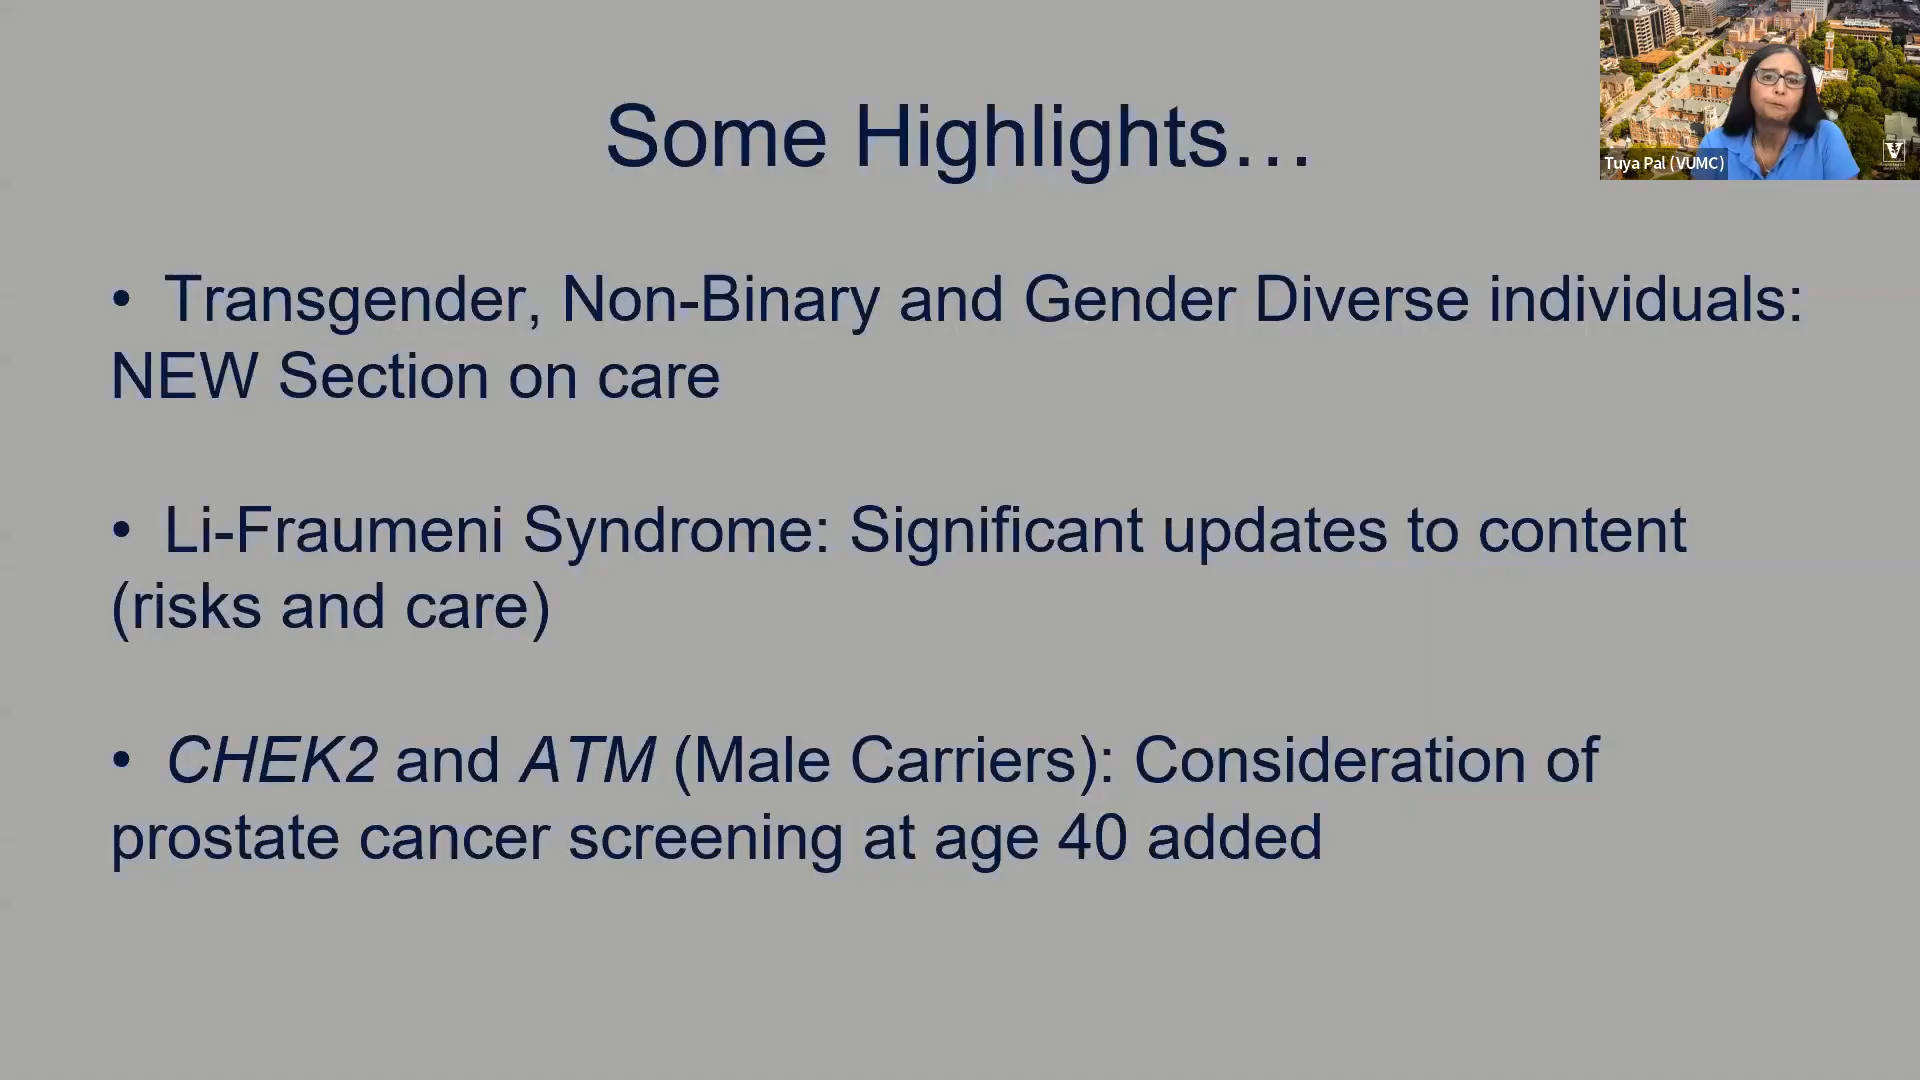 Some Highlights…
Tuya Pal (VUMC)
• Transgender, Non-Binary and Gender Diverse individuals:
NEW Section on care
• Li-Fraumeni Syndrome: Significant updates to content
(risks and care)
• CHEK2 and ATM (Male Carriers): Consideration of
prostate cancer screening at age 40 added
V